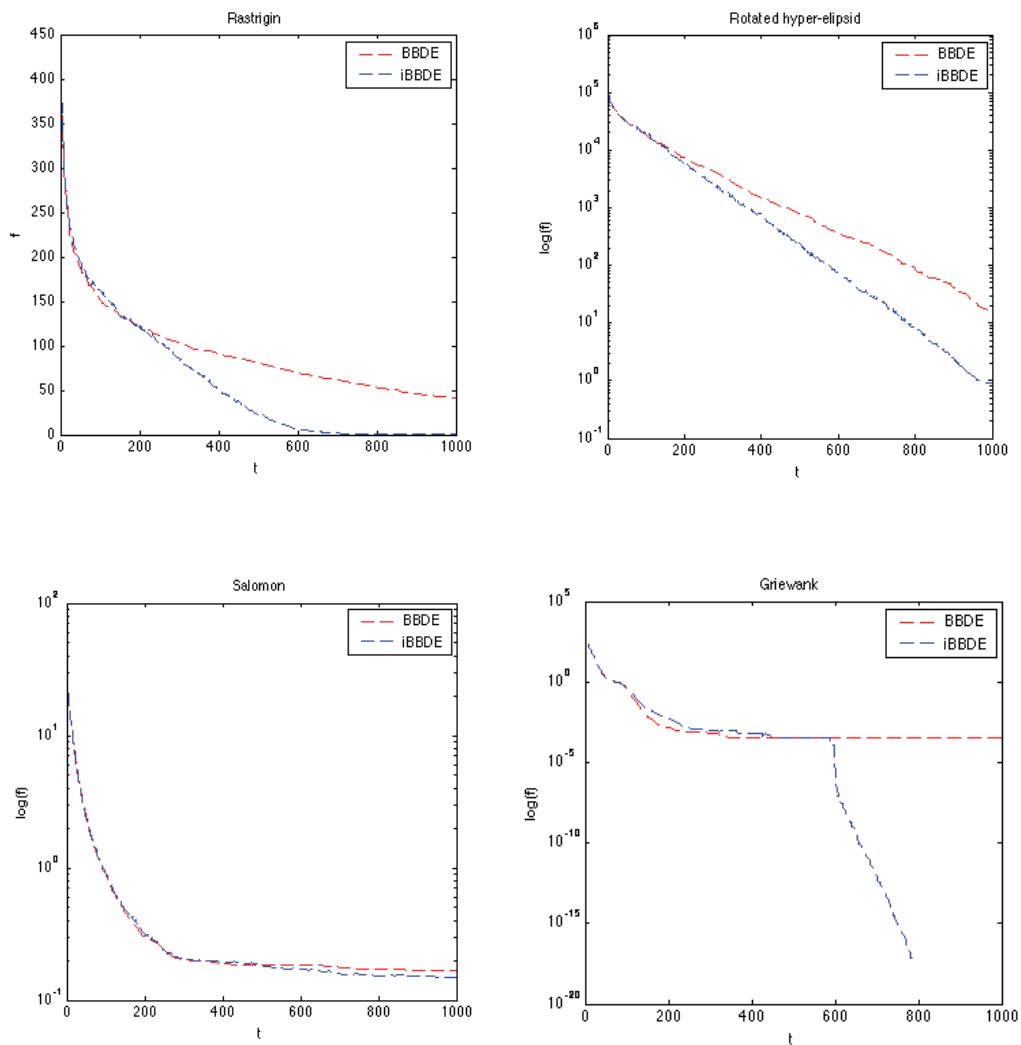 Rastrigin
450
400
350
300
250
200
150
100
50
0
f
BBDE
iBBDE
0 200 400 600 800 1000
t
Rotated hyper-elipsid
10^6
10^5
10^4
10^3
10^2
10^1
10^0
10^-1
log(f)
BBDE
iBBDE
0 200 400 600 800 1000
t
Salomon
10^2
10^1
10^0
10^-1
log(f)
BBDE
iBBDE
0 200 400 600 800 1000
t
Griewank
10^5
10^0
10^-5
10^-10
10^-15
10^-20
log(f)
BBDE
iBBDE
0 200 400 600 800 1000
t